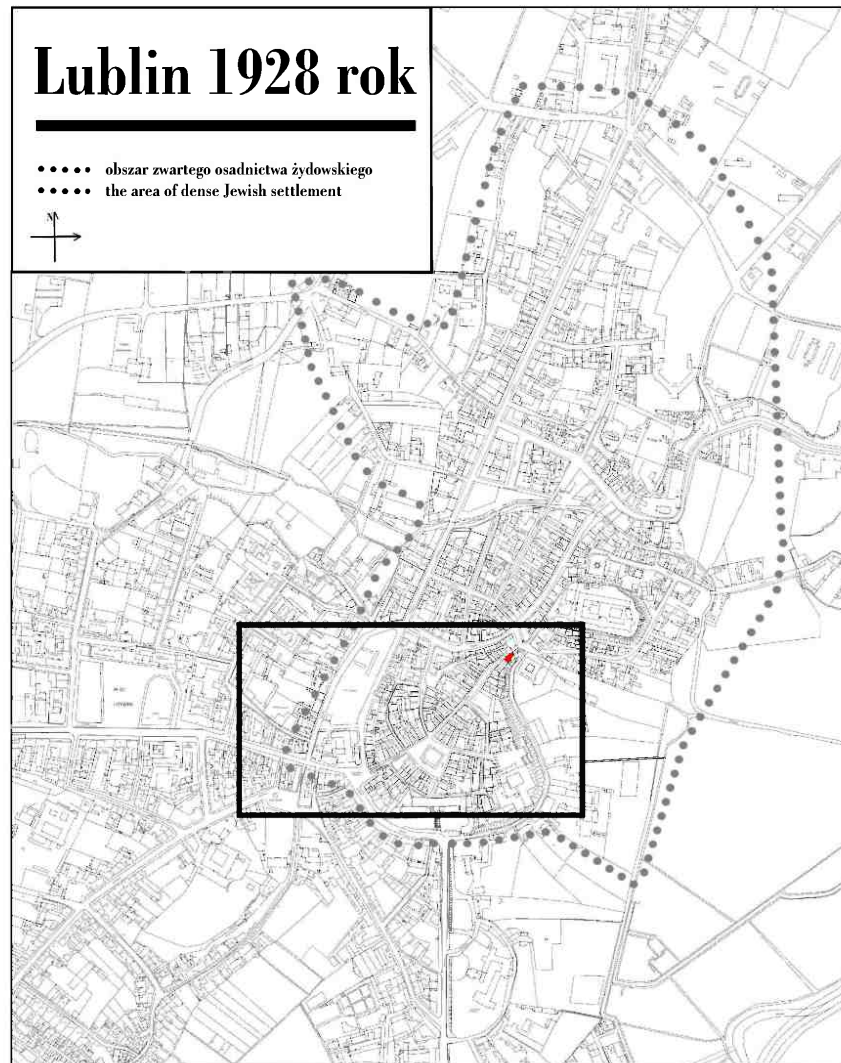 Lublin 1928 rok
obszar zwartego osadnictwa żydowskiego
the area of dense Jewish settlement
N